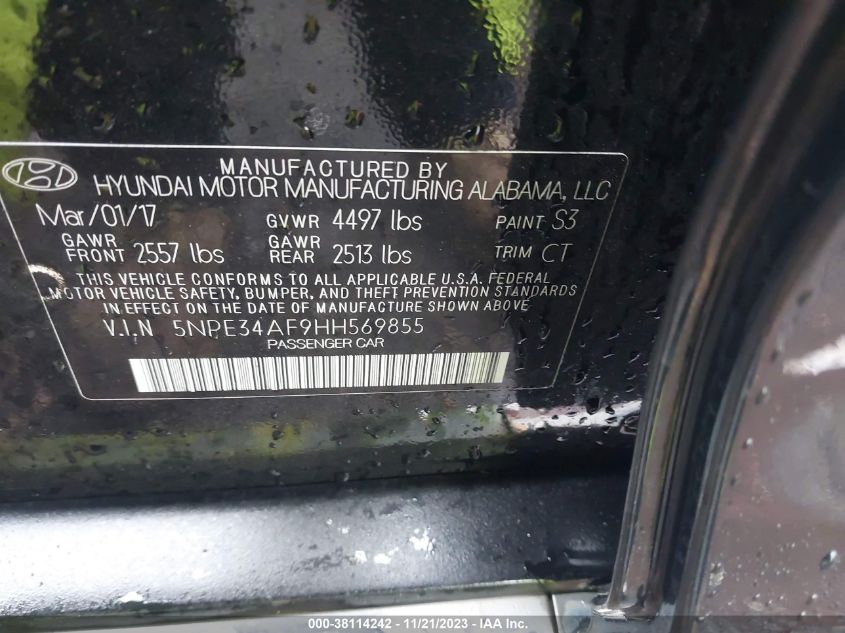 MANUFACTURED BY
HYUNDAI MOTOR MANUFACTURING ALABAMA, LLC
Mar/01/17 GVWR 4497 lbs PAINT S3
GAWR FRONT 2557 lbs GAWR REAR 2513 lbs TRIM CT
THIS VEHICLE CONFORMS TO ALL APPLICABLE U.S.A. FEDERAL
MOTOR VEHICLE SAFETY, BUMPER, AND THEFT PREVENTION STANDARDS
IN EFFECT ON THE DATE OF MANUFACTURE SHOWN ABOVE
V.I.N 5NPE34AF9HH569855
PASSENGER CAR
000-38114242 - 11/21/2023 - IAA Inc.